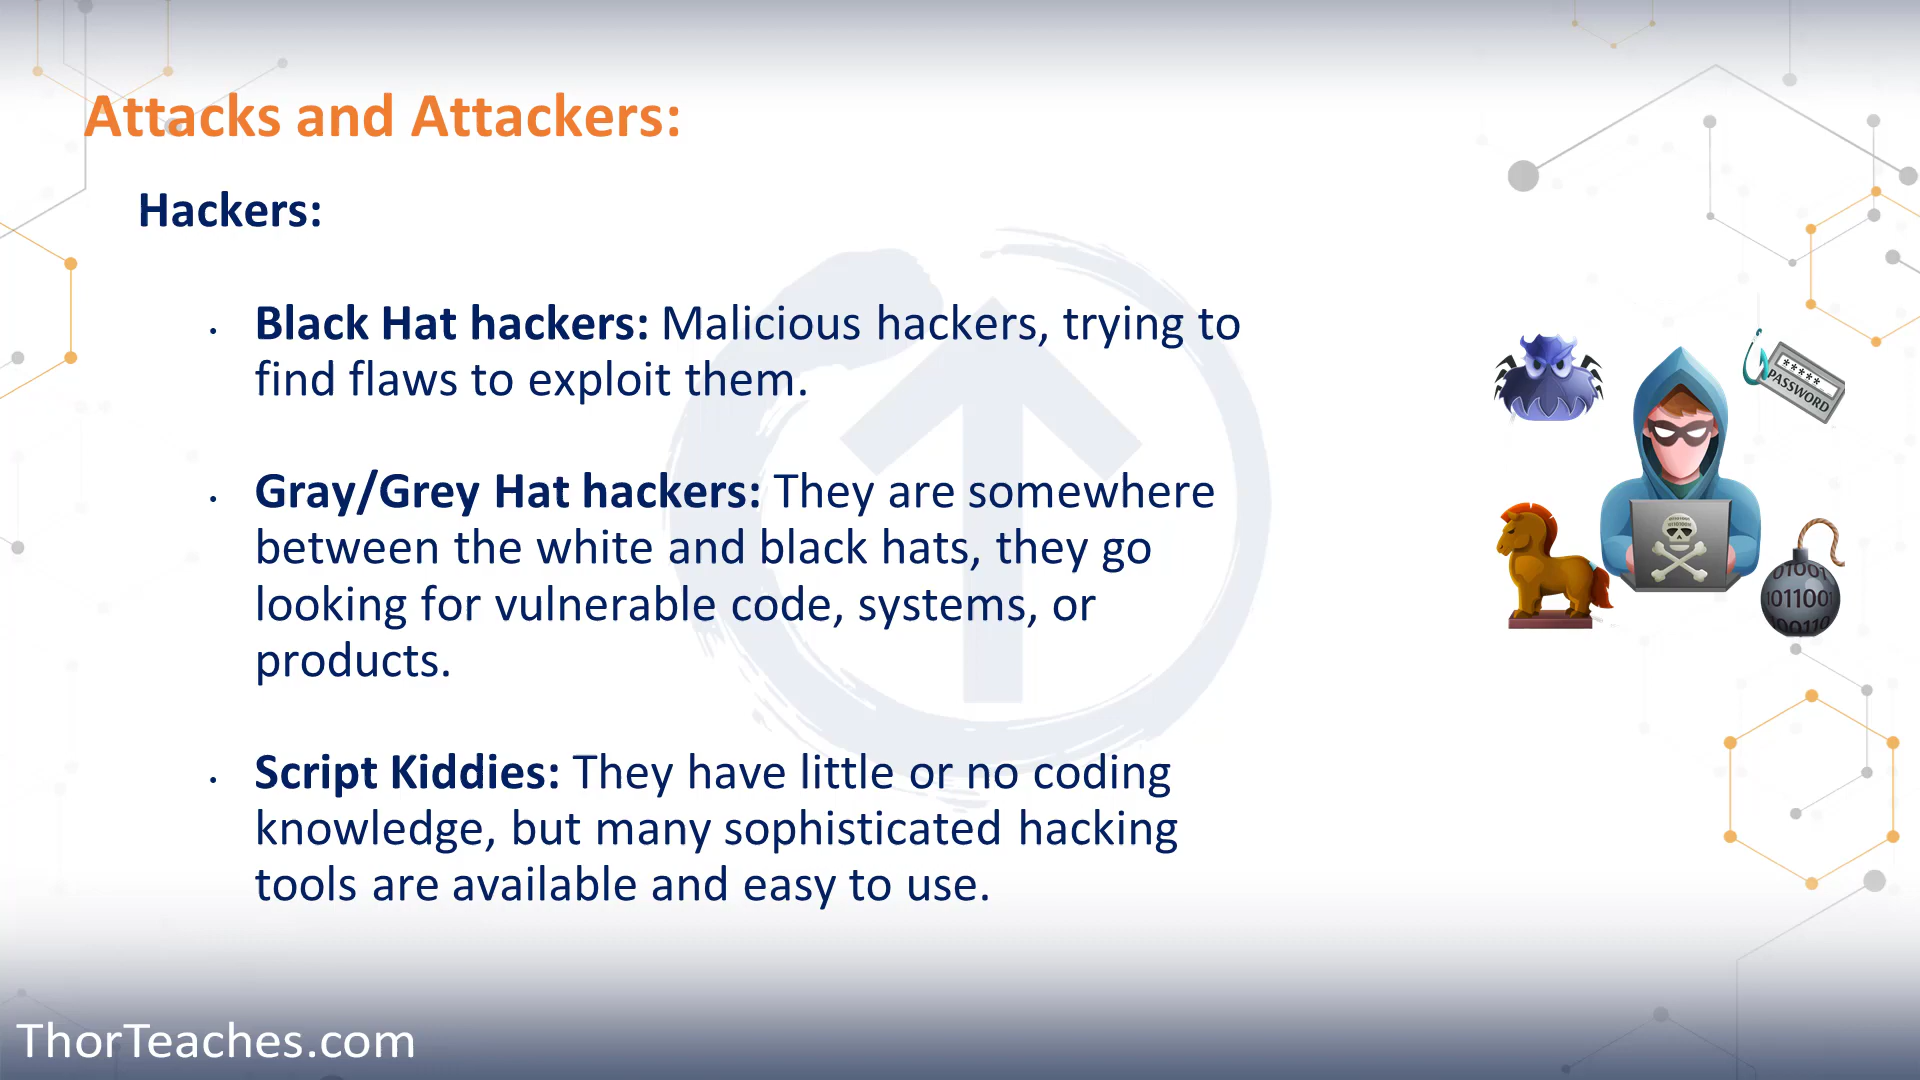 Attacks and Attackers:
Hackers:
• Black Hat hackers: Malicious hackers, trying to
find flaws to exploit them.
• Gray/Grey Hat hackers: They are somewhere
between the white and black hats, they go
looking for vulnerable code, systems, or
products.
• Script Kiddies: They have little or no coding
knowledge, but many sophisticated hacking
tools are available and easy to use.
*****_
PASSWORD
01001
1011001
00110
ThorTeaches.com